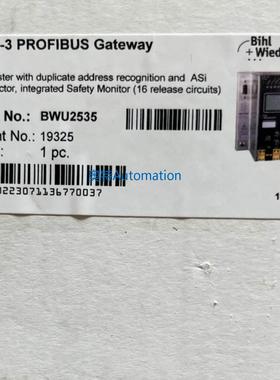 -3 PROFIBUS Gateway
Bihl
+Wied
ster with duplicate address recognition and ASi
ctor, integrated Safety Monitor (16 release circuits)
No.: BWU2535
nt No.: 19325
1 pc.
Automation